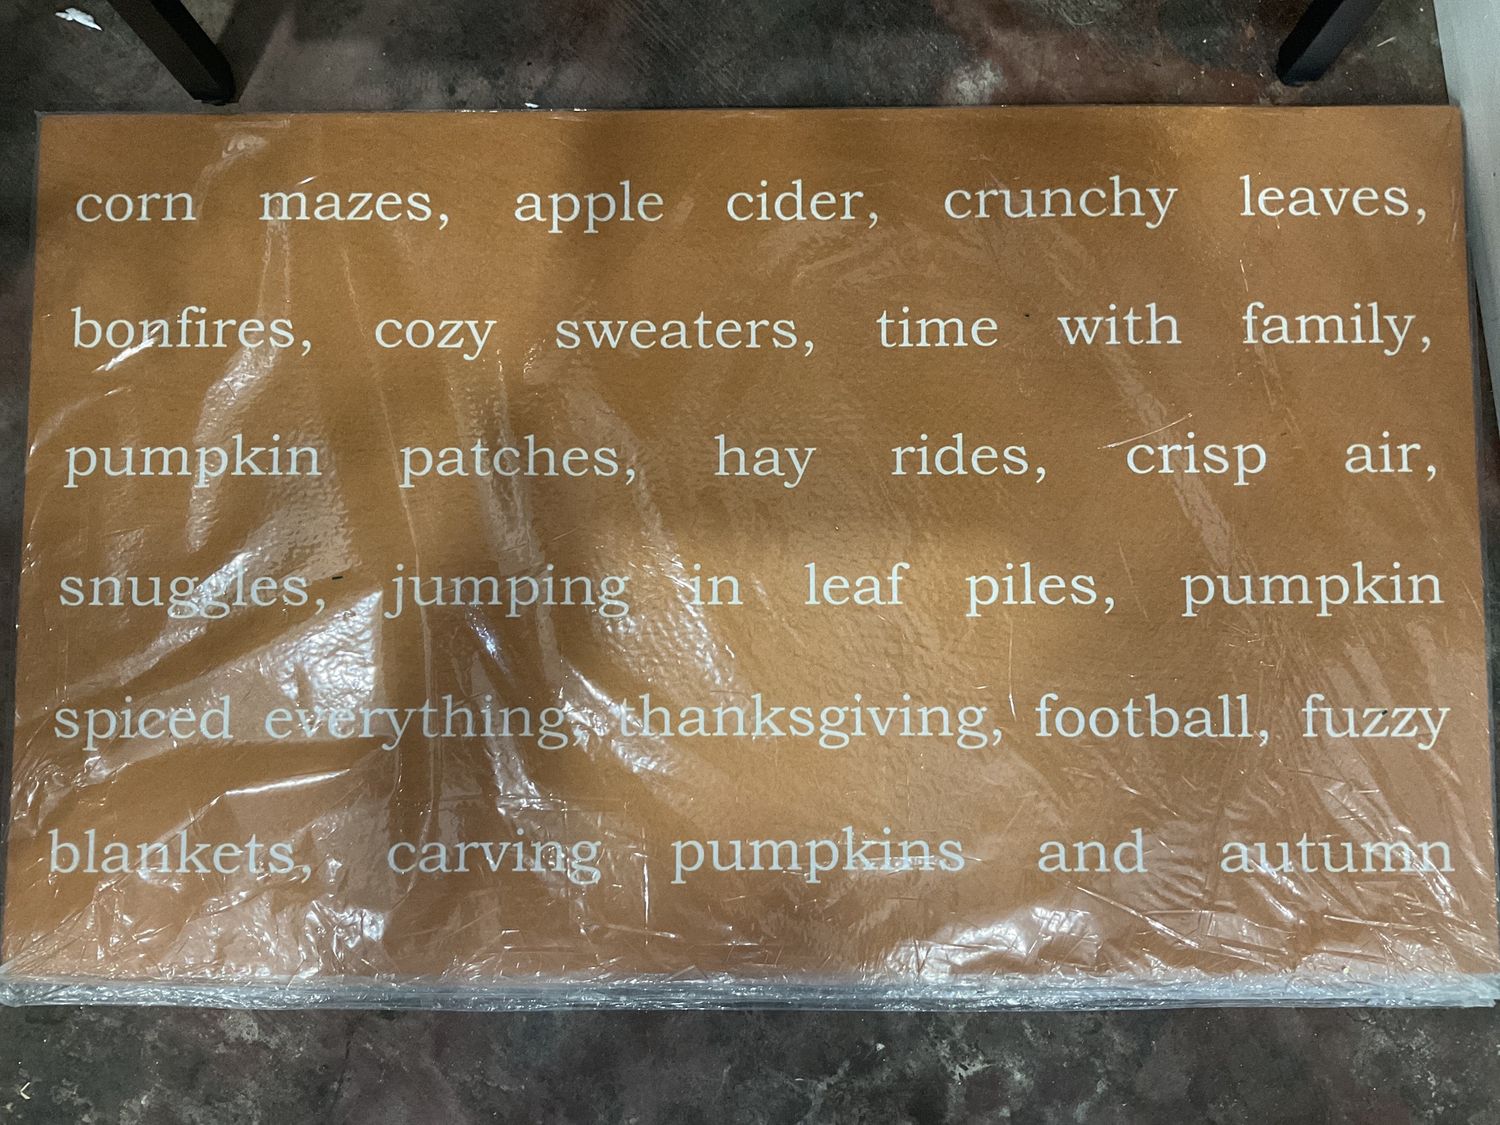 corn mazes, apple cider, crunchy leaves,
bonfires, cozy sweaters, time with family,
pumpkin patches, hay rides, crisp air,
snuggles, jumping in leaf piles, pumpkin
spiced everything, thanksgiving, football, fuzzy
blankets, carving pumpkins and autumn